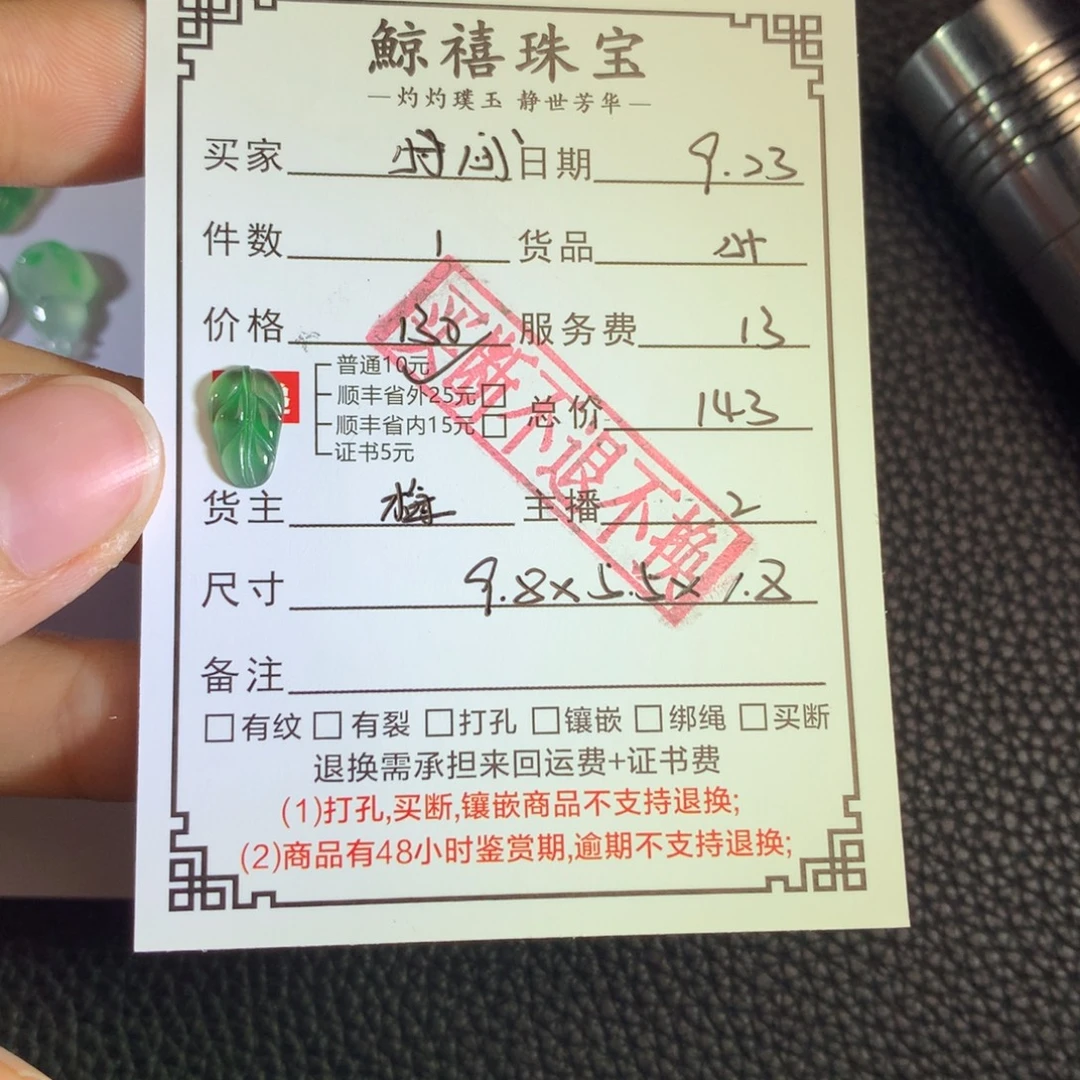 鲸禧珠宝
—灼灼璞玉 静世芳华—
买家 时间 日期 9.23
件数 1 货品 叶
价格 130 服务费 13
普通10元
顺丰省外25元□
顺丰省内15元□ 总价 143
证书5元
货主 主播 2
尺寸 9.8x5.5x1.8
备注
□有纹 □有裂 □打孔 □镶嵌 □绑绳 □买断
退换需承担来回运费+证书费
(1)打孔,买断,镶嵌商品不支持退换;
(2)商品有48小时鉴赏期,逾期不支持退换;
买断不退不换